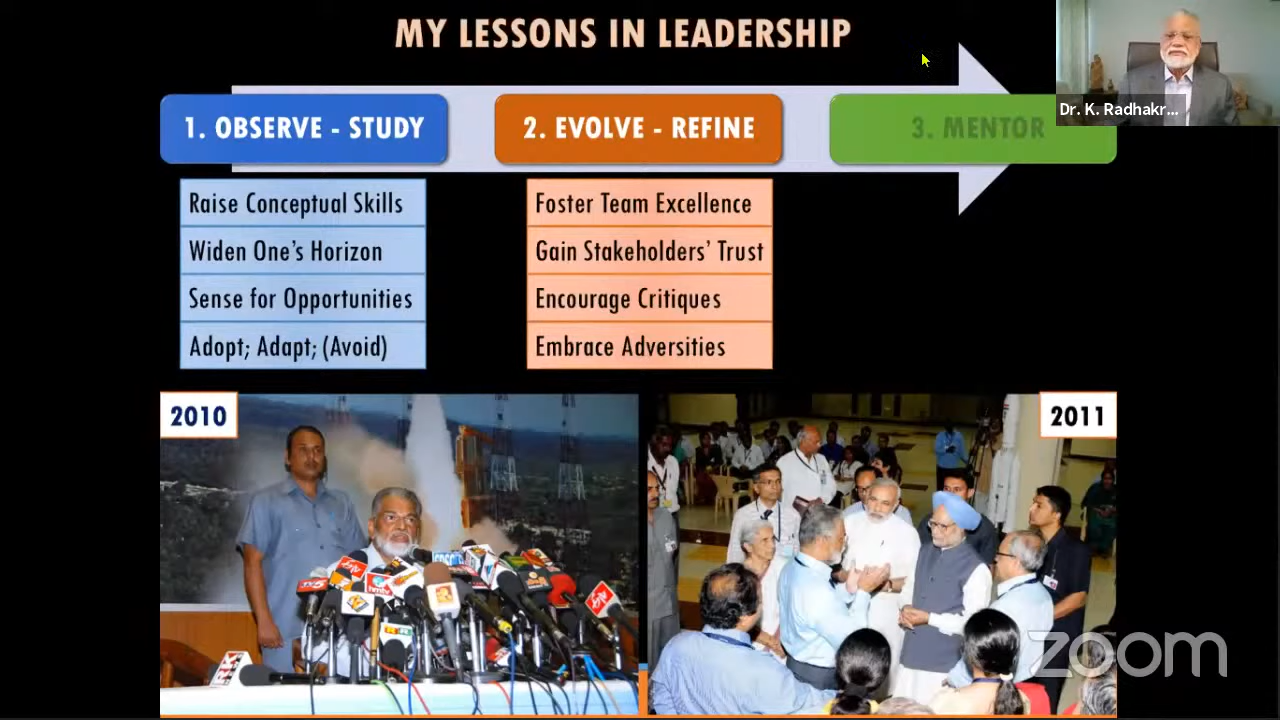 MY LESSONS IN LEADERSHIP
Dr. K. Radhakr...
1. OBSERVE - STUDY
2. EVOLVE - REFINE
3. MENTOR
Raise Conceptual Skills
Widen One's Horizon
Sense for Opportunities
Adopt; Adapt; (Avoid)
Foster Team Excellence
Gain Stakeholders' Trust
Encourage Critiques
Embrace Adversities
2010
2011
TV5
hmtv
zoom